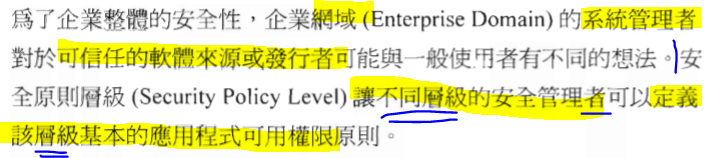 為了企業整體的安全性，企業網域 (Enterprise Domain) 的系統管理者
對於可信任的軟體來源或發行者可能與一般使用者有不同的想法。安
全原則層級 (Security Policy Level) 讓不同層級的安全管理者可以定義
該層級基本的應用程式可用權限原則。